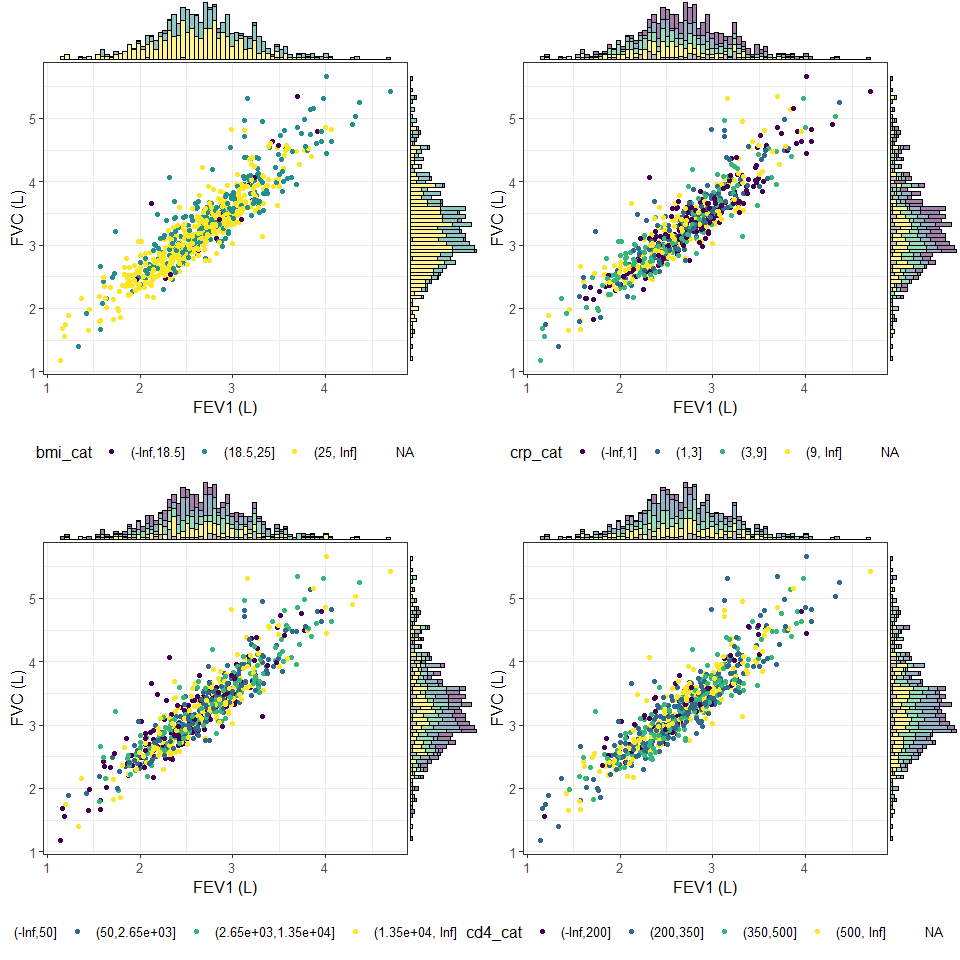 FVC (L)
5
4
3
2
1
1 2 3 4
FEV1 (L)
bmi_cat (-Inf,18.5] (18.5,25] (25, Inf] NA
FVC (L)
5
4
3
2
1
1 2 3 4
FEV1 (L)
crp_cat (-Inf,1] (1,3] (3,9] (9, Inf] NA
FVC (L)
5
4
3
2
1
1 2 3 4
FEV1 (L)
(-Inf,50] (50,2.65e+03] (2.65e+03,1.35e+04] (1.35e+04, Inf]
FVC (L)
5
4
3
2
1
1 2 3 4
FEV1 (L)
cd4_cat (-Inf,200] (200,350] (350,500] (500, Inf] NA